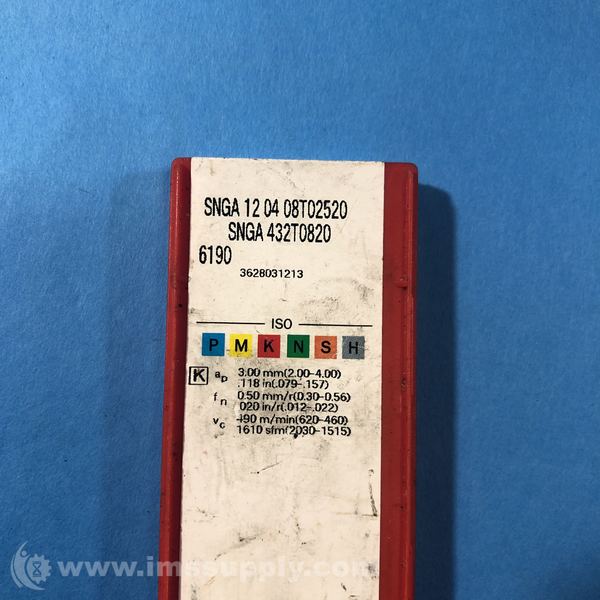 SNGA 12 04 08T02520
SNGA 432T0820
6190
3628031213
ISO
P M K N S H
K ap 3.00 mm(2.00-4.00)
.118 in(.079-.157)
fn 0.50 mm/r(0.30-0.56)
.020 in/r(.012-.022)
vc 490 m/min(620-460)
1610 sfm(2030-1515)
www.imssupply.com